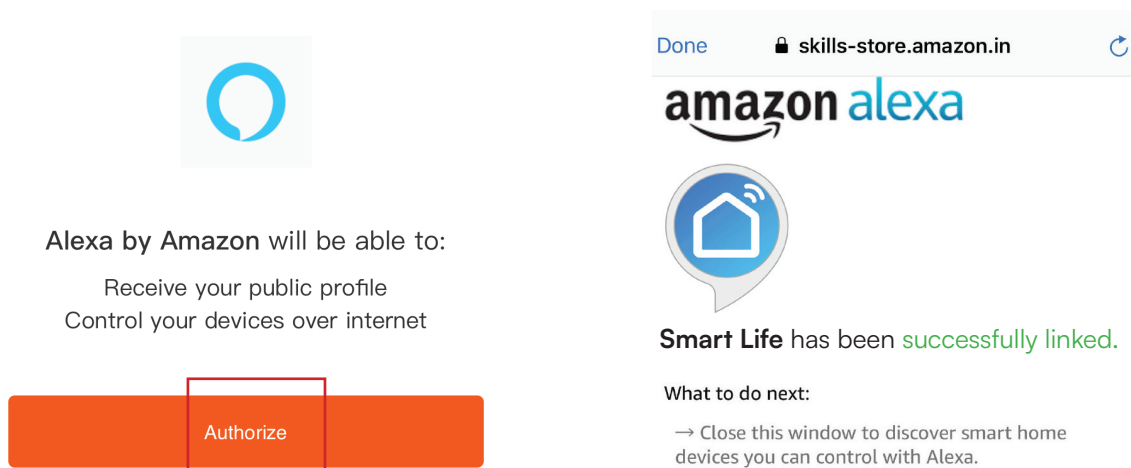 Alexa by Amazon will be able to:
Receive your public profile
Control your devices over internet
Authorize
Done
skills-store.amazon.in
amazon alexa
Smart Life has been successfully linked.
What to do next:
→ Close this window to discover smart home
devices you can control with Alexa.